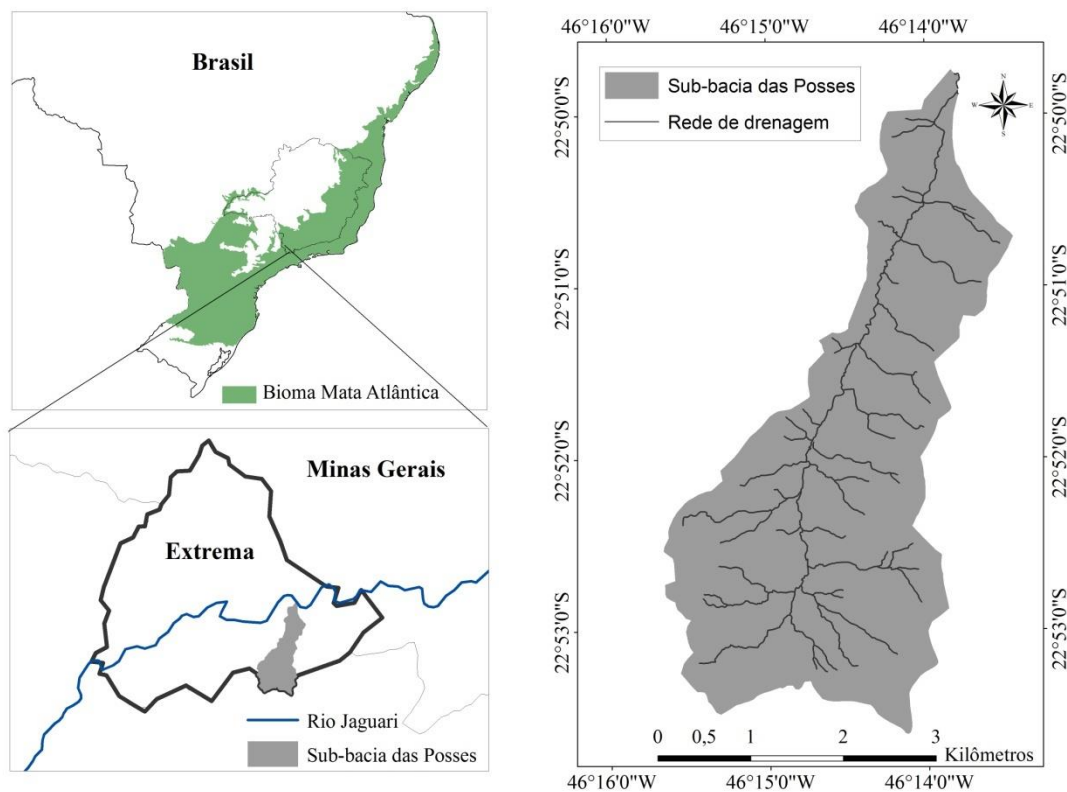 Brasil
Bioma Mata Atlântica
Minas Gerais
Extrema
Rio Jaguari
Sub-bacia das Posses
46°16'0"W 46°15'0"W 46°14'0"W
Sub-bacia das Posses
Rede de drenagem
N
W E
S
22°50'0"S 22°50'0"S
22°51'0"S 22°51'0"S
22°52'0"S 22°52'0"S
22°53'0"S 22°53'0"S
0 0,5 1 2 3
Kilômetros
46°16'0"W 46°15'0"W 46°14'0"W